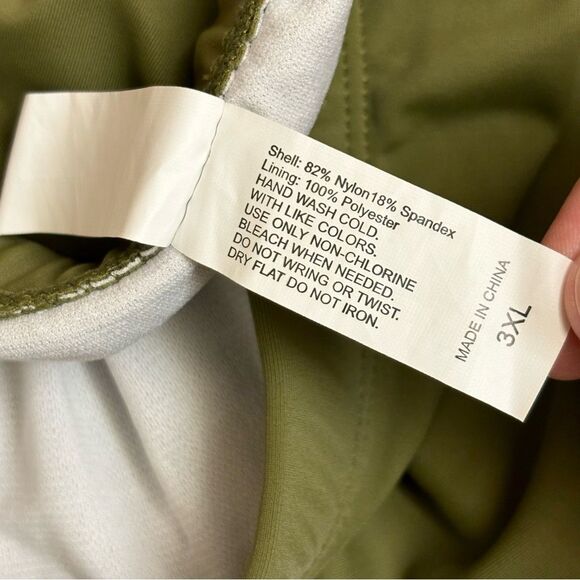 Shell: 82% Nylon18% Spandex
Lining: 100% Polyester
HAND WASH COLD.
WITH LIKE COLORS.
USE ONLY NON-CHLORINE
BLEACH WHEN NEEDED.
DO NOT WRING OR TWIST.
DRY FLAT DO NOT IRON.
MADE IN CHINA
3XL